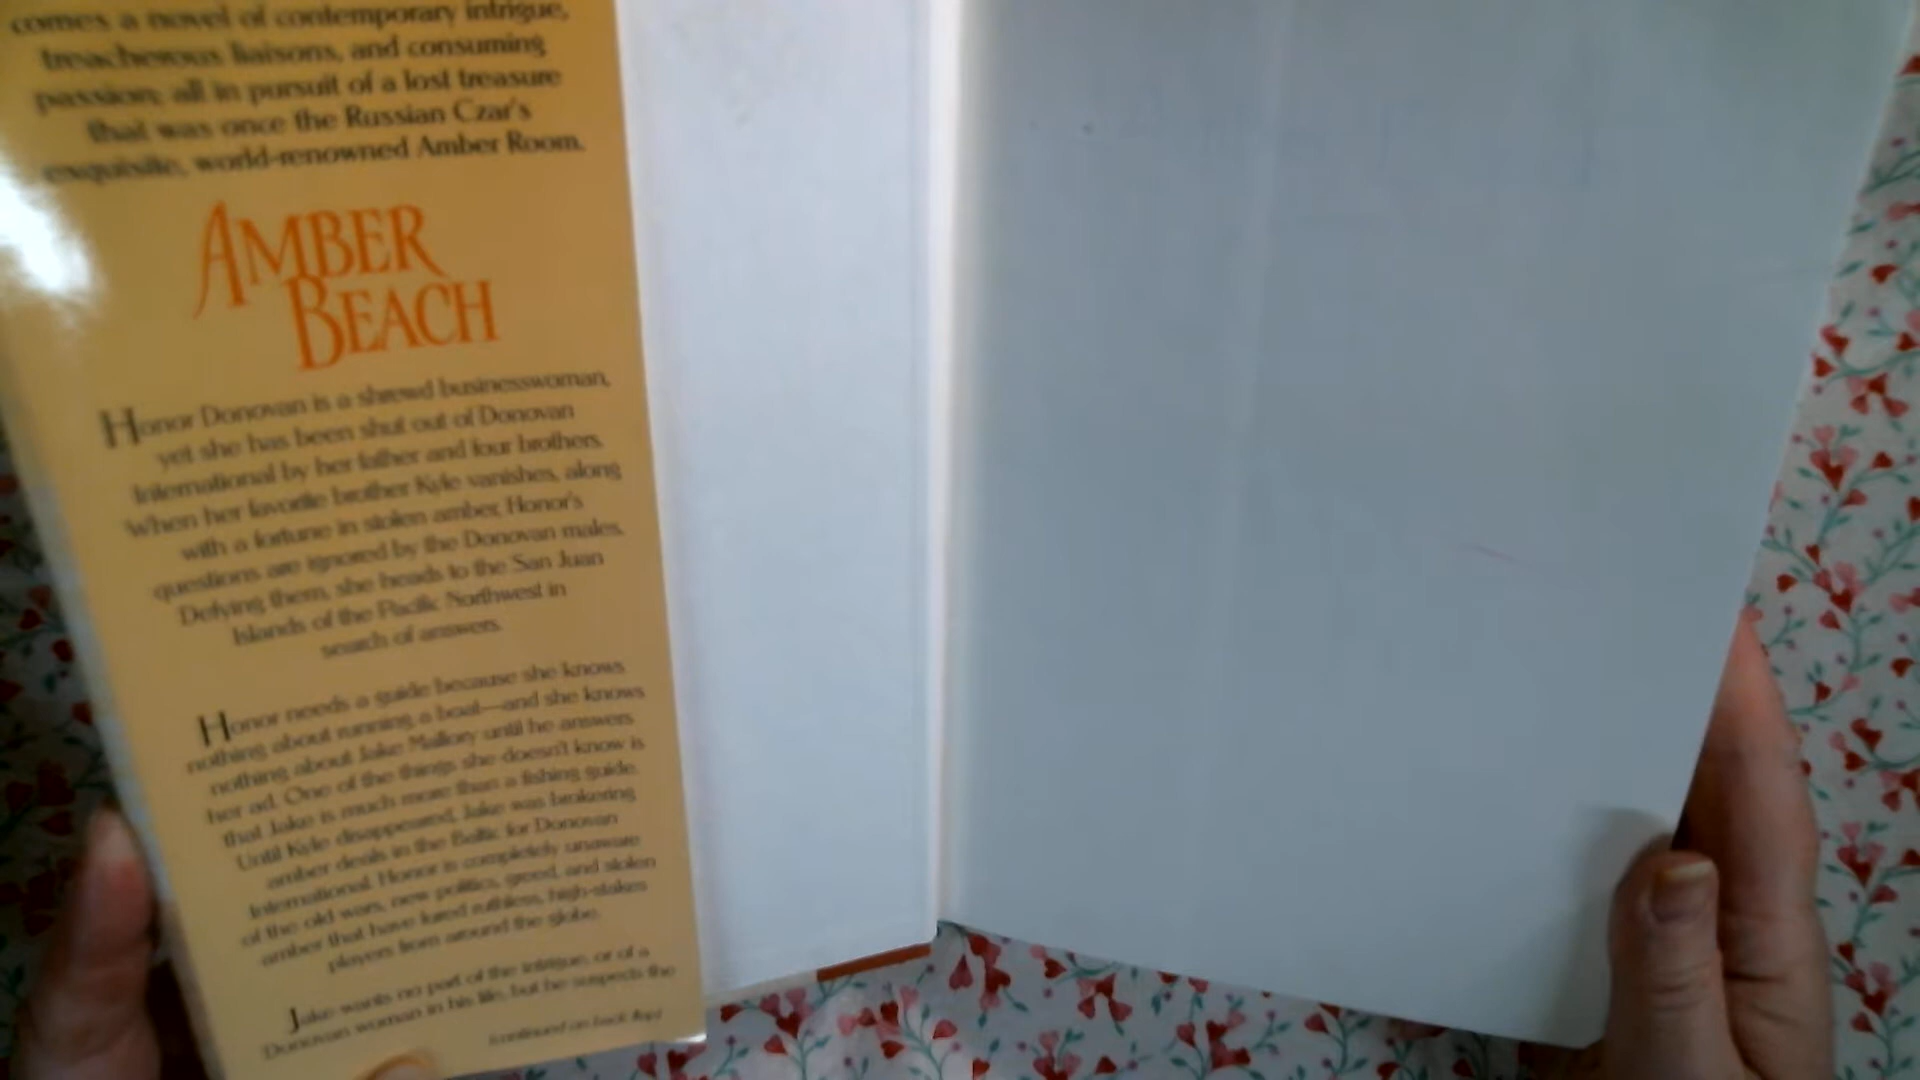 comes a novel of contemporary intrigue,
treacherous liaisons, and consuming
passion; all in pursuit of a lost treasure
that was once the Russian Czar's
exquisite, world-renowned Amber Room.
AMBER
BEACH
Honor Donovan is a shrewd businesswoman,
yet she has been shut out of Donovan
International by her father and four brothers.
When her favorite brother Kyle vanishes, along
with a fortune in stolen amber, Honor's
questions are ignored by the Donovan males.
Defying them, she heads to the San Juan
Islands of the Pacific Northwest in
search of answers.
Honor needs a guide because she knows
nothing about running a boat—and she knows
nothing about Jake Mallory until he answers
her ad. One of the things she doesn't know is
that Jake is much more than a fishing guide.
Until Kyle disappeared, Jake was brokering
amber deals in the Baltic for Donovan
International. Honor is completely unaware
of the old wars, new politics, greed, and stolen
amber that have lured ruthless, high-stakes
players from around the globe.
Jake wants no part of the intrigue, or of a
Donovan woman in his life, but he suspects the
(continued on back flap)